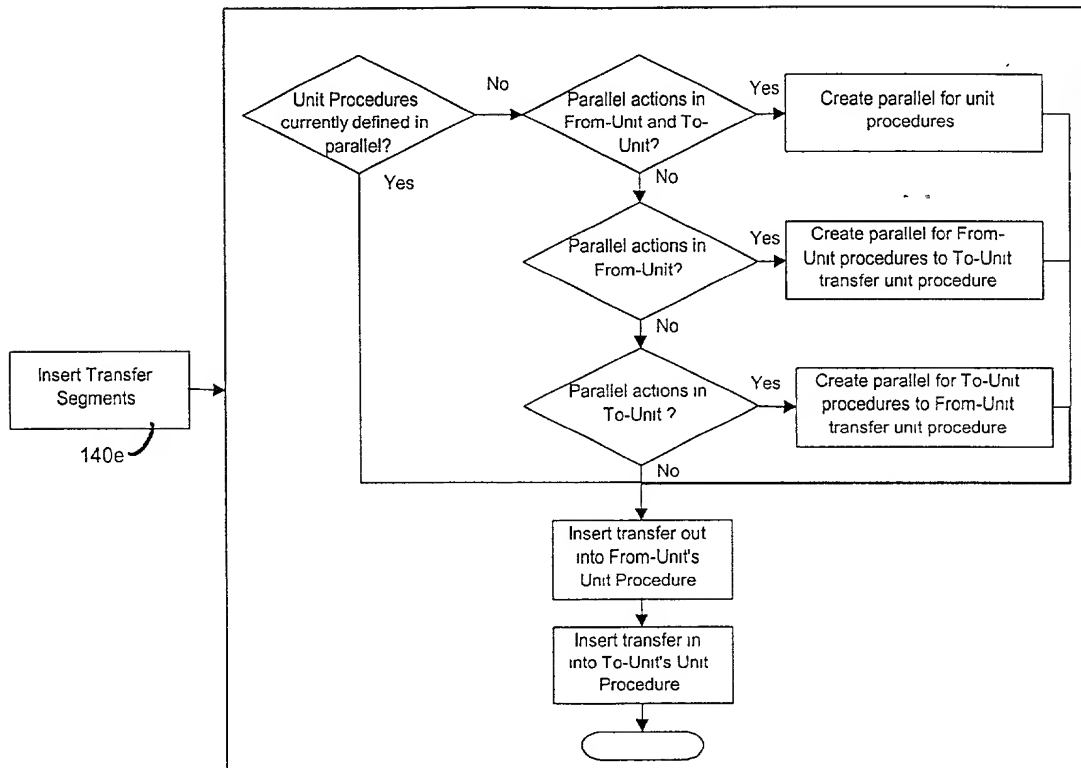 No
Yes
Unit Procedures
currently defined in
parallel?
Parallel actions in
From-Unit and To-
Unit?
Create parallel for unit
procedures
Yes
No
Parallel actions in
From-Unit?
Yes
Create parallel for From-
Unit procedures to To-Unit
transfer unit procedure
No
Insert Transfer
Segments
140e
Parallel actions in
To-Unit ?
Yes
Create parallel for To-Unit
procedures to From-Unit
transfer unit procedure
No
Insert transfer out
into From-Unit's
Unit Procedure
Insert transfer in
into To-Unit's Unit
Procedure